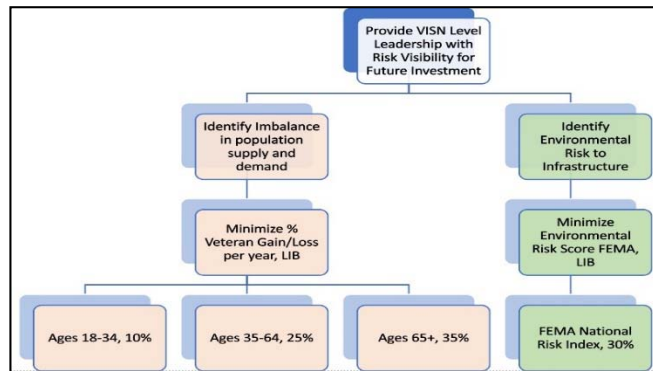 Provide VISN Level
Leadership with
Risk Visibility for
Future Investment
Identify Imbalance
in population
supply and
demand
Identify
Environmental
Risk to
Infrastructure
Minimize %
Veteran Gain/Loss
per year, LIB
Minimize
Environmental
Risk Score FEMA,
LIB
Ages 18-34, 10%
Ages 35-64, 25%
Ages 65+, 35%
FEMA National
Risk Index, 30%